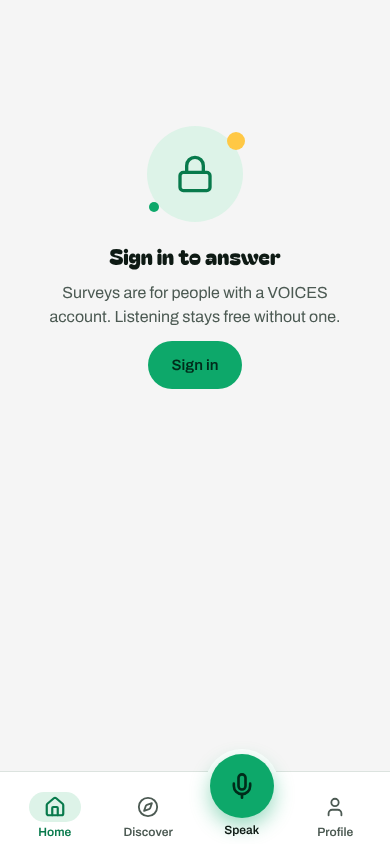 Sign in to answer
Surveys are for people with a VOICES
account. Listening stays free without one.
Sign in
Home
Discover
Speak
Profile